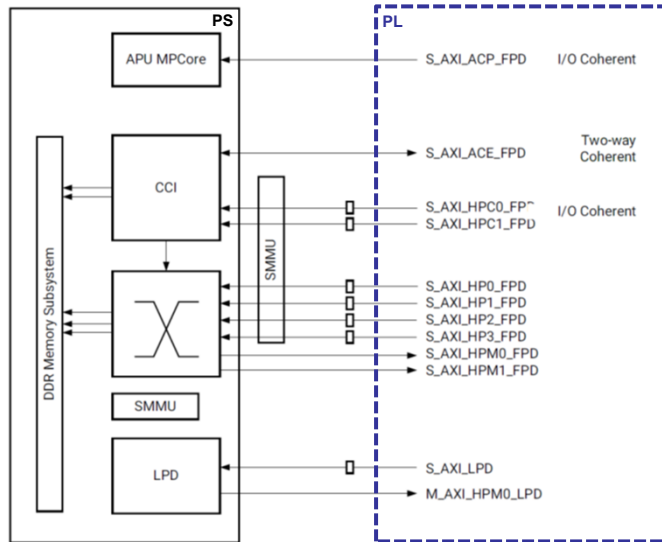 PS
PL
APU MPCore
S_AXI_ACP_FPD I/O Coherent
Two-way
Coherent
S_AXI_ACE_FPD
CCI
S_AXI_HPC0_FPD
I/O Coherent
S_AXI_HPC1_FPD
SMMU
DDR Memory Subsystem
S_AXI_HP0_FPD
S_AXI_HP1_FPD
S_AXI_HP2_FPD
S_AXI_HP3_FPD
S_AXI_HPM0_FPD
S_AXI_HPM1_FPD
SMMU
LPD
S_AXI_LPD
M_AXI_HPM0_LPD